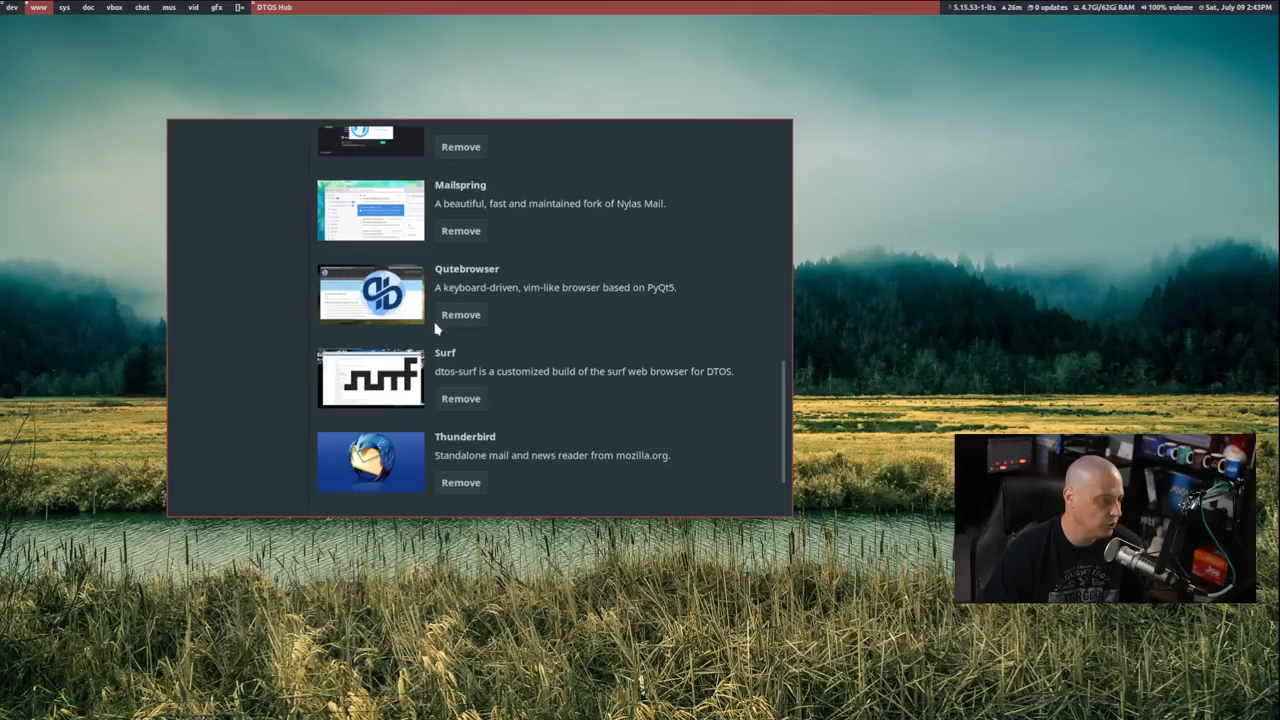 dev www sys doc vbox chat mus vid gfx []= DTOS Hub 5.15.53-1-lts 26m 0 updates 4.7Gi/62Gi RAM 100% volume Sat, July 09 2:43PM
Remove
Mailspring
A beautiful, fast and maintained fork of Nylas Mail.
Remove
Qutebrowser
A keyboard-driven, vim-like browser based on PyQt5.
Remove
Surf
dtos-surf is a customized build of the surf web browser for DTOS.
Remove
surf
Thunderbird
Standalone mail and news reader from mozilla.org.
Remove